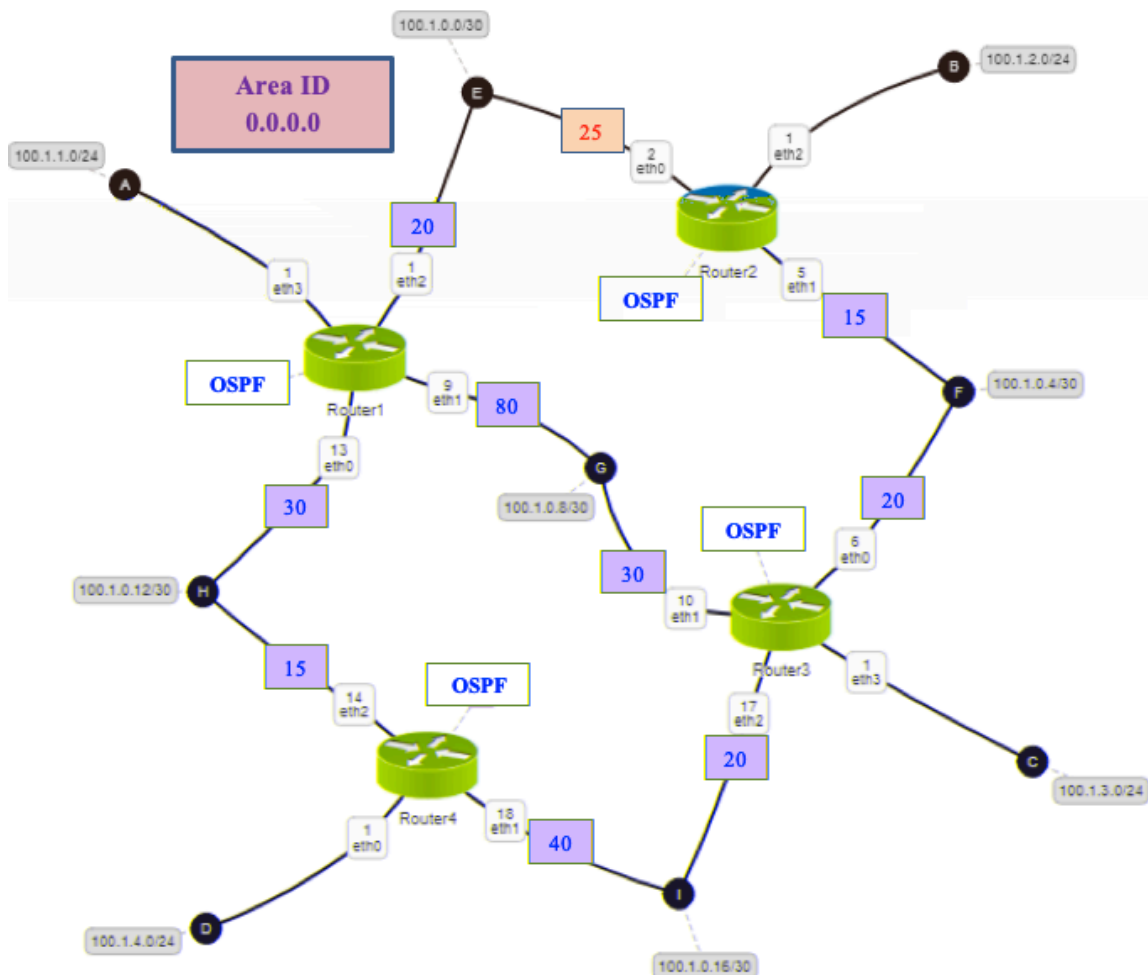 100.1.0.0/30
Area ID
0.0.0.0
E
B
100.1.2.0/24
25
1
eth2
100.1.1.0/24
2
eth0
A
20
1
eth3
1
eth2
Router2
5
eth1
OSPF
15
OSPF
Router1
9
eth1
80
F
100.1.0.4/30
13
eth0
G
30
100.1.0.8/30
20
OSPF
6
eth0
30
H
100.1.0.12/30
10
eth1
15
OSPF
Router3
1
eth3
14
eth2
17
eth2
20
C
100.1.3.0/24
Router4
18
eth1
1
eth0
40
I
D
100.1.4.0/24
100.1.0.16/30